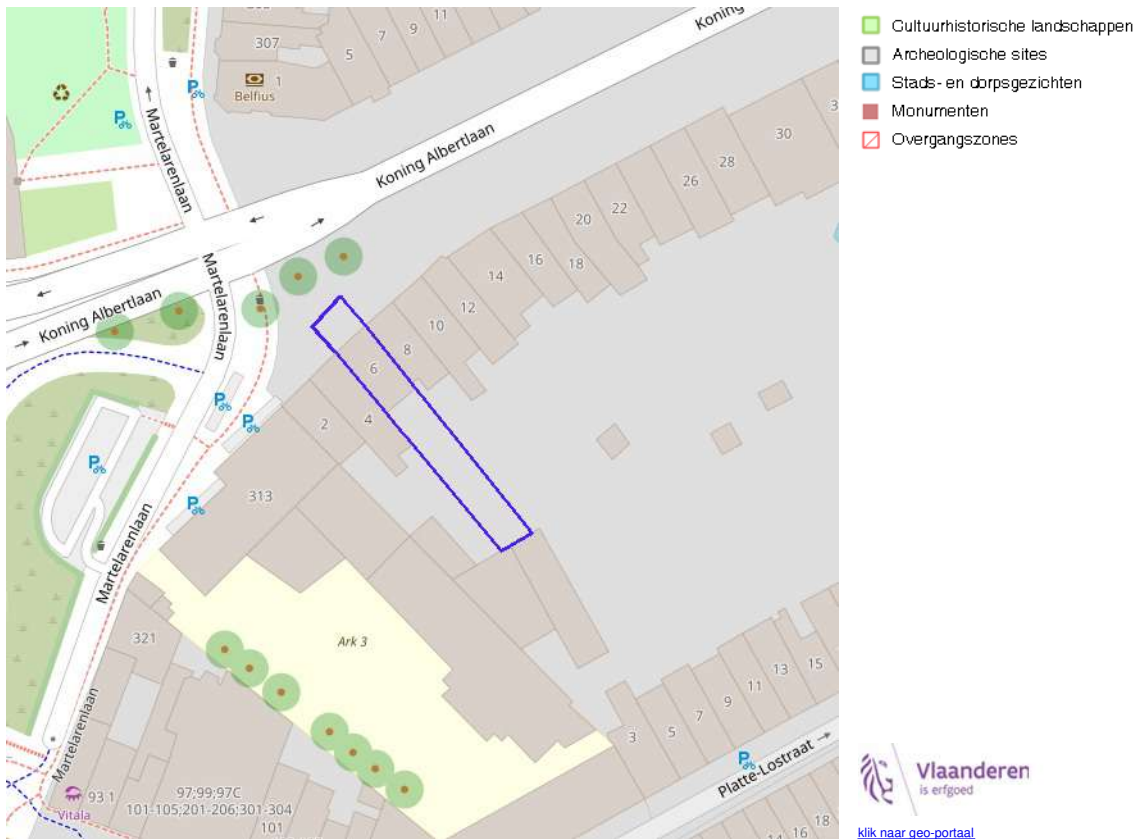 307
5
7
9
11
Koning
1
Belfius
Martelarenlaan
Koning Albertlaan
30
28
26
22
20
18
16
14
12
10
8
6
4
2
Martelarenlaan
Koning Albertlaan
313
Martelarenlaan
Ark 3
321
Martelarenlaan
Vitala
93 1
97;99;97C
101-105;201-206;301-304
101
3
5
7
9
11
13
15
Platte-Lostraat
14
16
18
Cultuurhistorische landschappen
Archeologische sites
Stads- en dorpsgezichten
Monumenten
Overgangszones
Vlaanderen
is erfgoed
klik naar geo-portaal